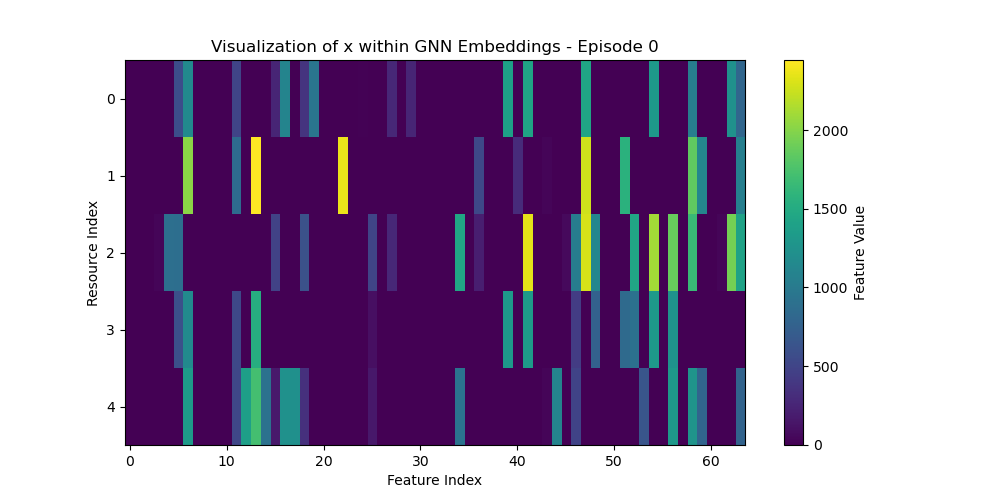 Visualization of x within GNN Embeddings - Episode 0
Resource Index
0
1
2
3
4
0 10 20 30 40 50 60
Feature Index
2000
1500
1000
500
0
Feature Value